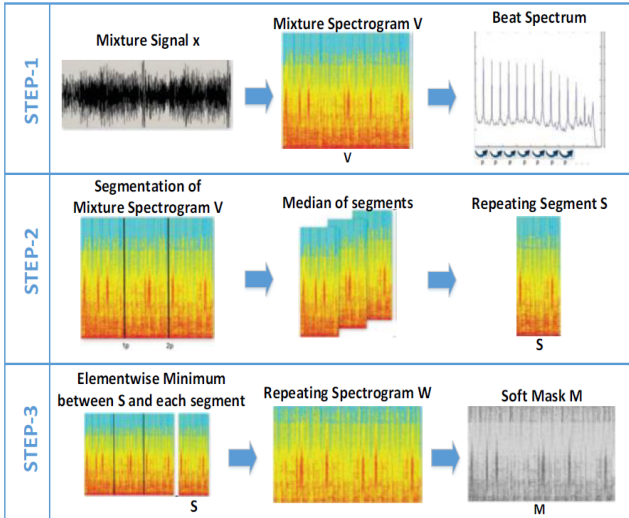 STEP-1
Mixture Signal x
Mixture Spectrogram V
Beat Spectrum
V
STEP-2
Segmentation of
Mixture Spectrogram V
Median of segments
Repeating Segment S
1p
2p
S
STEP-3
Elementwise Minimum
between S and each segment
Repeating Spectrogram W
Soft Mask M
S
M